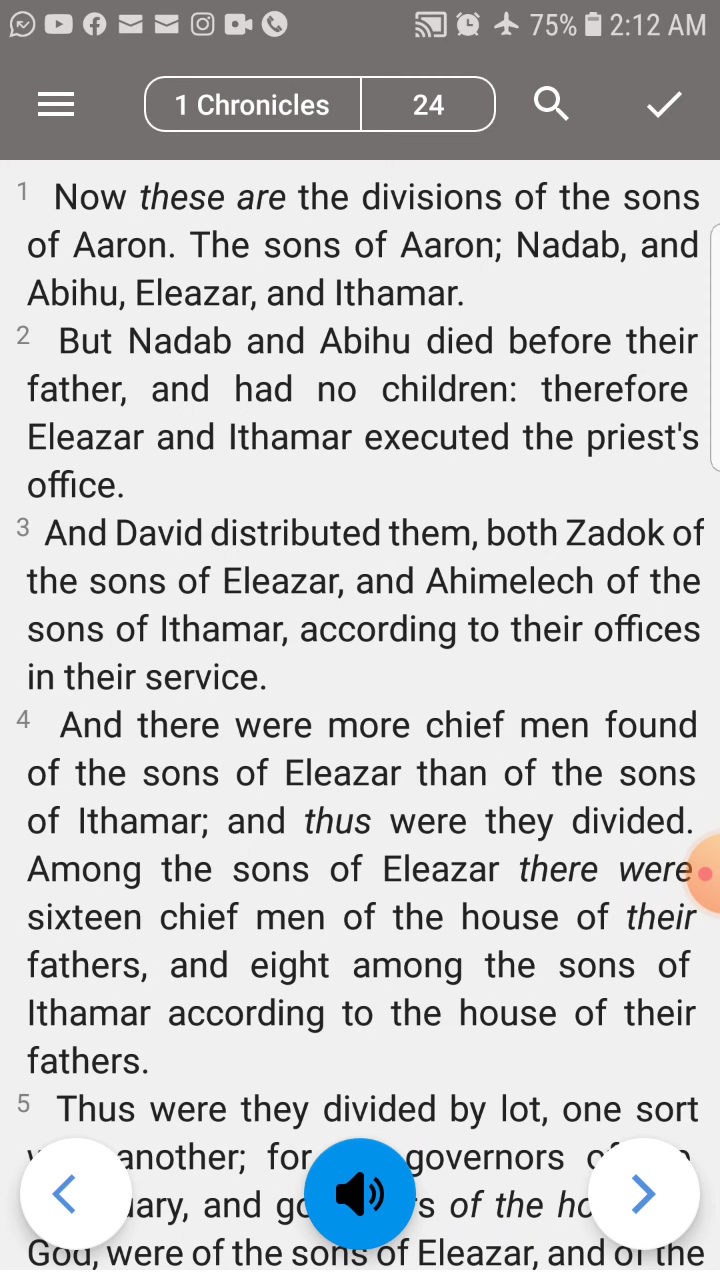 75% 2:12 AM
1 Chronicles 24
1 Now these are the divisions of the sons
of Aaron. The sons of Aaron; Nadab, and
Abihu, Eleazar, and Ithamar.
2 But Nadab and Abihu died before their
father, and had no children: therefore
Eleazar and Ithamar executed the priest's
office.
3 And David distributed them, both Zadok of
the sons of Eleazar, and Ahimelech of the
sons of Ithamar, according to their offices
in their service.
4 And there were more chief men found
of the sons of Eleazar than of the sons
of Ithamar; and thus were they divided.
Among the sons of Eleazar there were
sixteen chief men of the house of their
fathers, and eight among the sons of
Ithamar according to the house of their
fathers.
5 Thus were they divided by lot, one sort
another; for governors
and of the
God, were of the sons of Eleazar, and of the